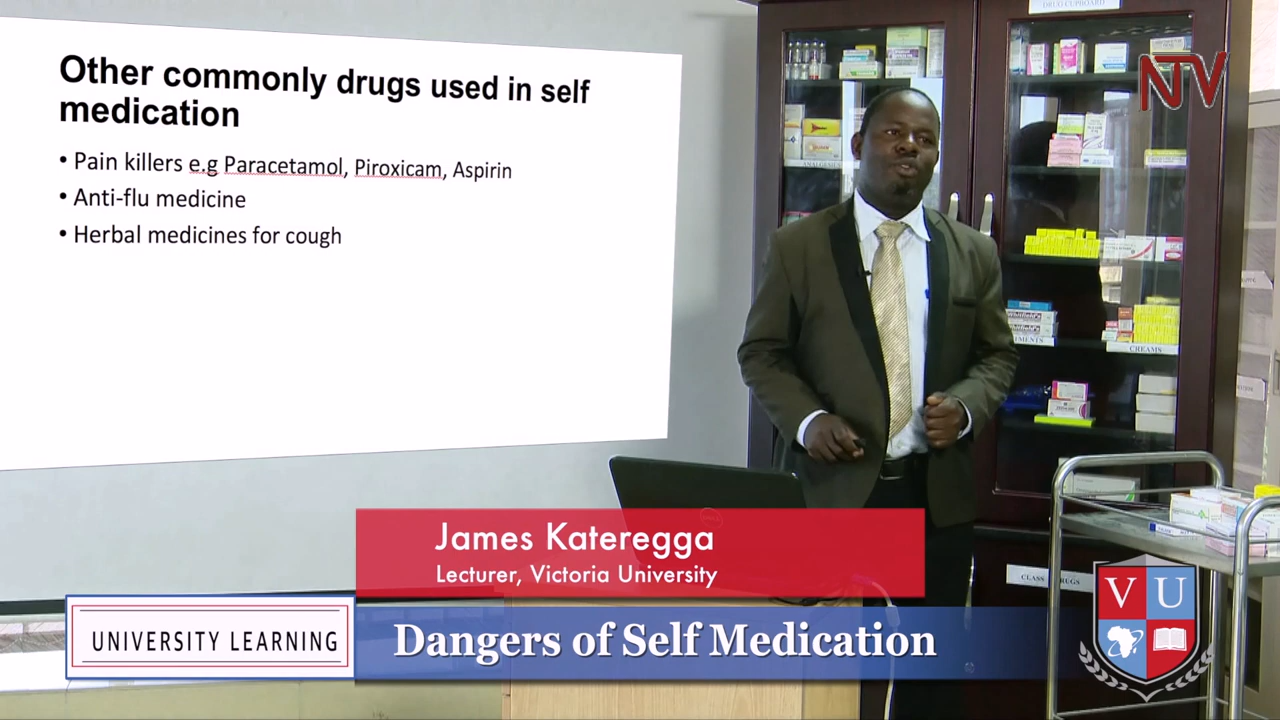 Other commonly drugs used in self
medication
• Pain killers e.g Paracetamol, Piroxicam, Aspirin
• Anti-flu medicine
• Herbal medicines for cough
DRUG CUPBOARD
NTV
CREAMS
James Kateregga
Lecturer, Victoria University
UNIVERSITY LEARNING
Dangers of Self Medication
VU